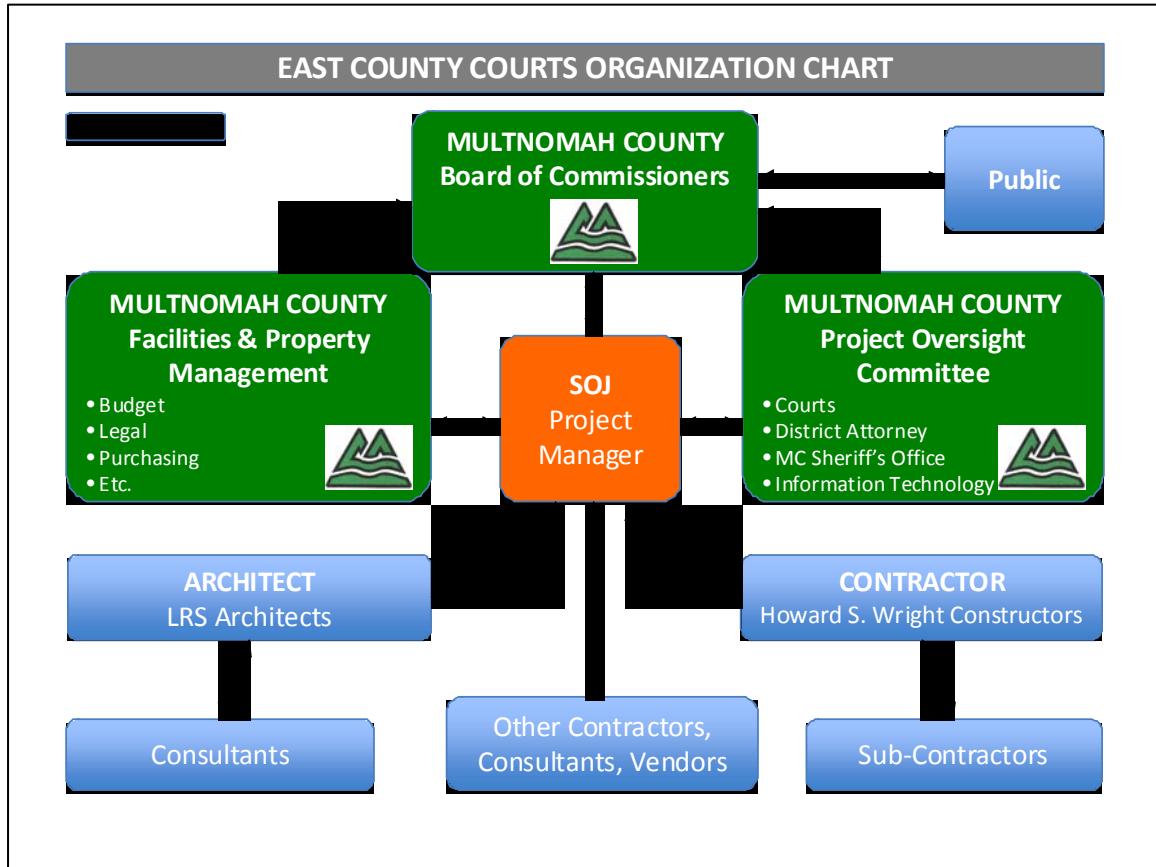 EAST COUNTY COURTS ORGANIZATION CHART
MULTNOMAH COUNTY
Board of Commissioners
Public
MULTNOMAH COUNTY
Facilities & Property
Management
• Budget
• Legal
• Purchasing
• Etc.
SOJ
Project
Manager
MULTNOMAH COUNTY
Project Oversight
Committee
• Courts
• District Attorney
• MC Sheriff's Office
• Information Technology
ARCHITECT
LRS Architects
CONTRACTOR
Howard S. Wright Constructors
Consultants
Other Contractors,
Consultants, Vendors
Sub-Contractors